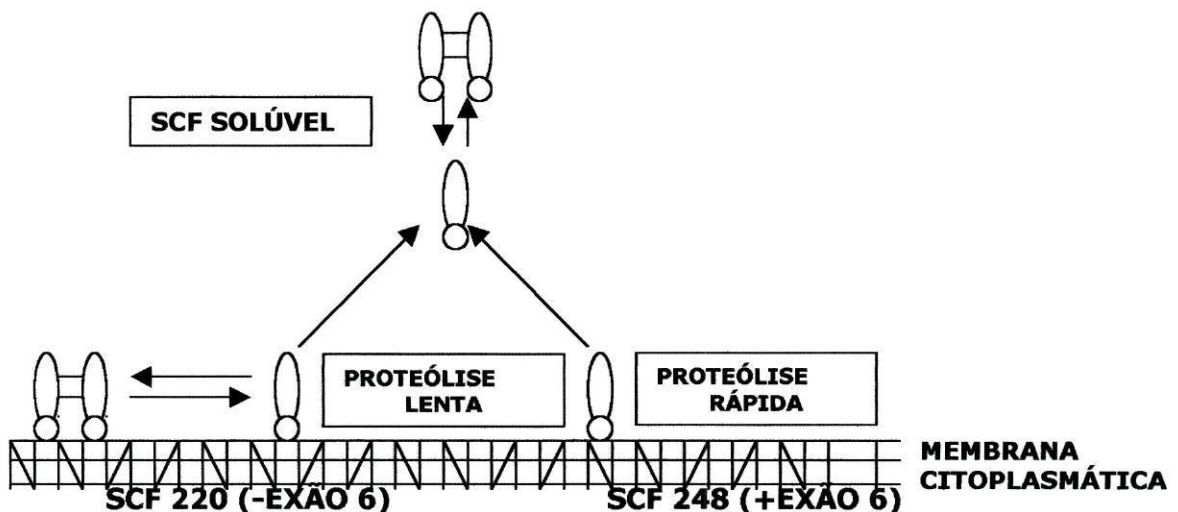 SCF SOLÚVEL
PROTEÓLISE
LENTA
PROTEÓLISE
RÁPIDA
MEMBRANA
CITOPLASMÁTICA
SCF 220 (-EXÃO 6)
SCF 248 (+EXÃO 6)